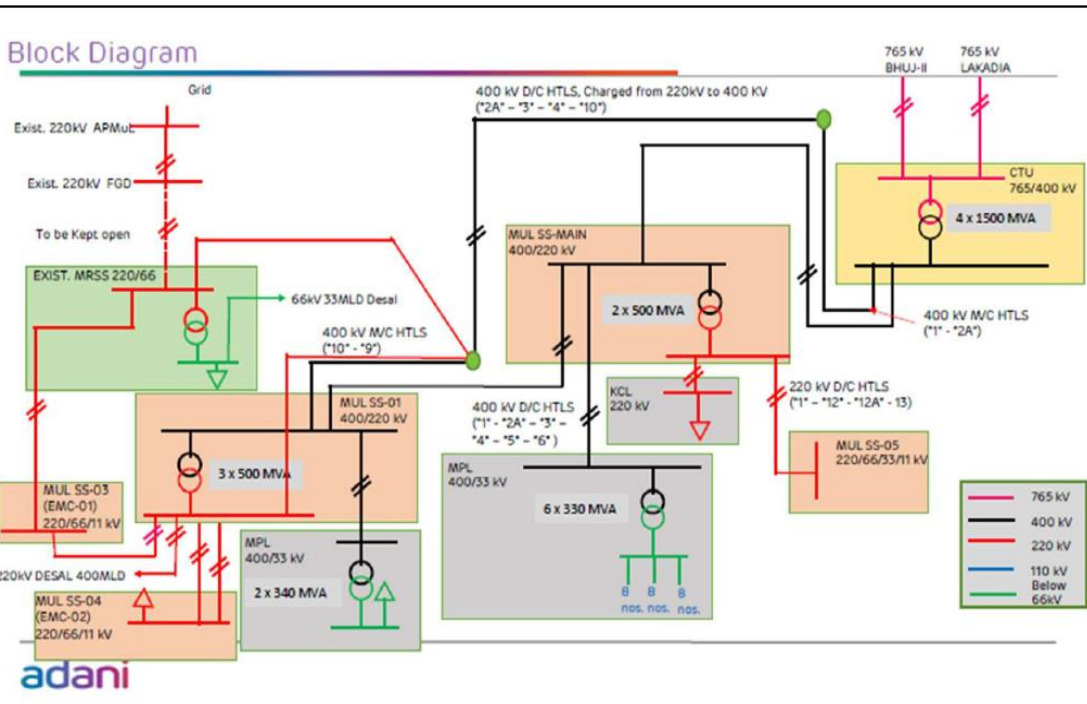 Block Diagram
Grid
Exist. 220kV APMuL
Exist. 220kV FGD
To be Kept open
EXIST. MRSS 220/66
66kV 33MLD Desal
400 kV M/C HTLS
("10" - "9")
400 kV D/C HTLS, Charged from 220kV to 400 KV
("2A" – "3" – "4" – "10")
765 kV
BHUJ-II
765 kV
LAKADIA
CTU
765/400 kV
4 x 1500 MVA
MUL SS-MAIN
400/220 kV
2 x 500 MVA
400 kV M/C HTLS
("1" - "2A")
KCL
220 kV
220 kV D/C HTLS
("1" – "12" - "12A" - 13)
MUL SS-05
220/66/33/11 kV
400 kV D/C HTLS
("1" - "2A" – "3" –
"4" – "5" – "6" )
MUL SS-01
400/220 kV
3 x 500 MVA
MPL
400/33 kV
6 x 330 MVA
8 8 8
nos. nos. nos.
MUL SS-03
(EMC-01)
220/66/11 kV
220kV DESAL 400MLD
MUL SS-04
(EMC-02)
220/66/11 kV
MPL
400/33 kV
2 x 340 MVA
765 kV
400 kV
220 kV
110 kV
Below
66kV
adani